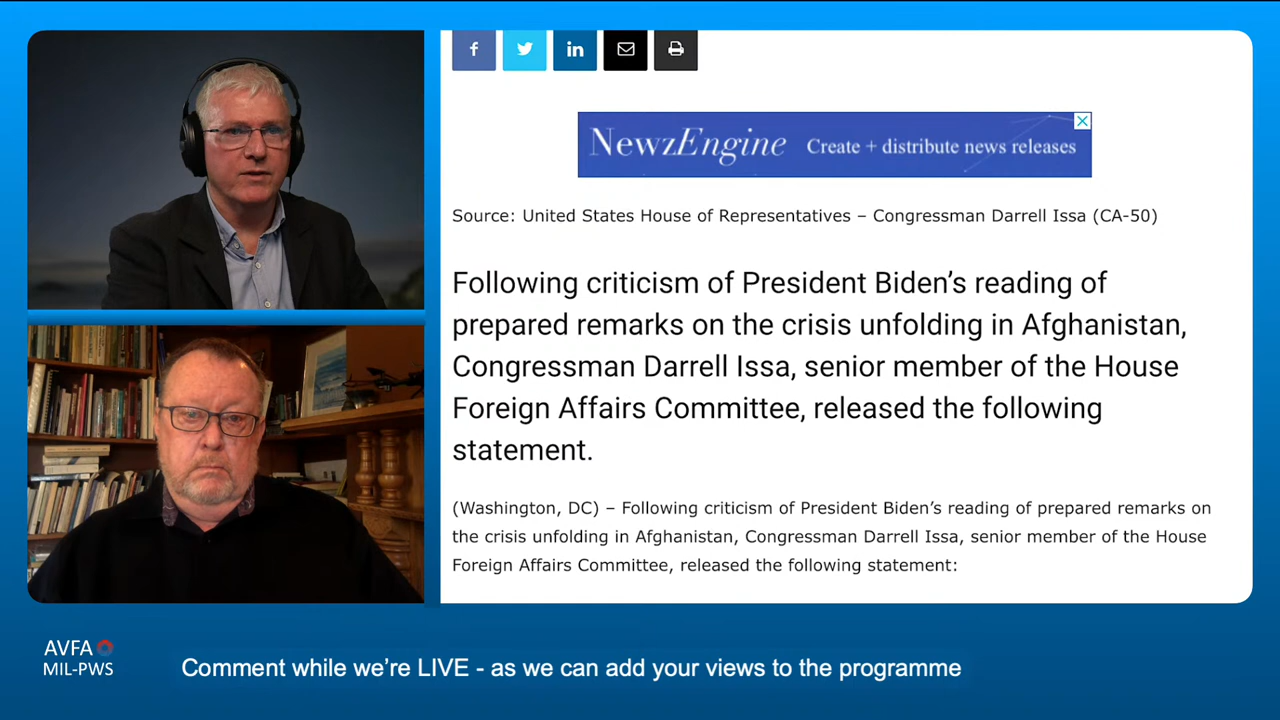 NewzEngine Create + distribute news releases
Source: United States House of Representatives – Congressman Darrell Issa (CA-50)
Following criticism of President Biden’s reading of
prepared remarks on the crisis unfolding in Afghanistan,
Congressman Darrell Issa, senior member of the House
Foreign Affairs Committee, released the following
statement.
(Washington, DC) – Following criticism of President Biden’s reading of prepared remarks on
the crisis unfolding in Afghanistan, Congressman Darrell Issa, senior member of the House
Foreign Affairs Committee, released the following statement:
AVFA
MIL-PWS
Comment while we’re LIVE - as we can add your views to the programme